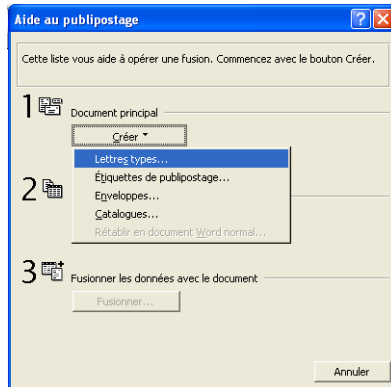 Aide au publipostage
Cette liste vous aide à opérer une fusion. Commencez avec le bouton Créer.
1
Document principal
Créer
Lettres types...
Étiquettes de publipostage...
Enveloppes...
Catalogues...
Rétablir en document Word normal...
2
3
Fusionner les données avec le document
Fusionner...
Annuler